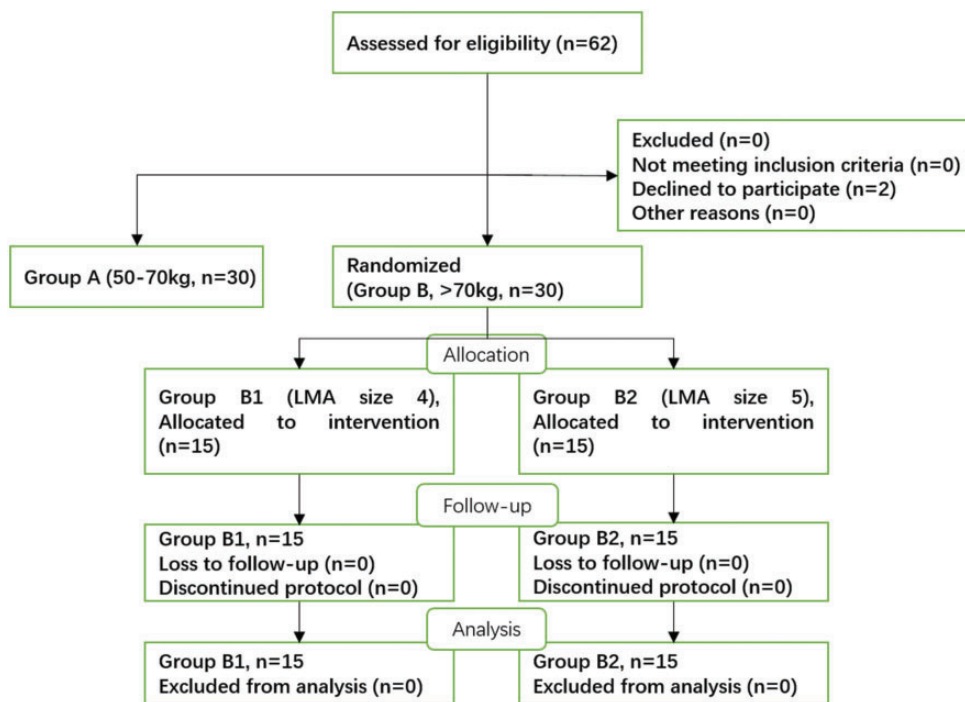 Assessed for eligibility (n=62)
Excluded (n=0)
Not meeting inclusion criteria (n=0)
Declined to participate (n=2)
Other reasons (n=0)
Group A (50-70kg, n=30)
Randomized
(Group B, >70kg, n=30)
Allocation
Group B1 (LMA size 4),
Allocated to intervention
(n=15)
Group B2 (LMA size 5),
Allocated to intervention
(n=15)
Follow-up
Group B1, n=15
Loss to follow-up (n=0)
Discontinued protocol (n=0)
Group B2, n=15
Loss to follow-up (n=0)
Discontinued protocol (n=0)
Analysis
Group B1, n=15
Excluded from analysis (n=0)
Group B2, n=15
Excluded from analysis (n=0)